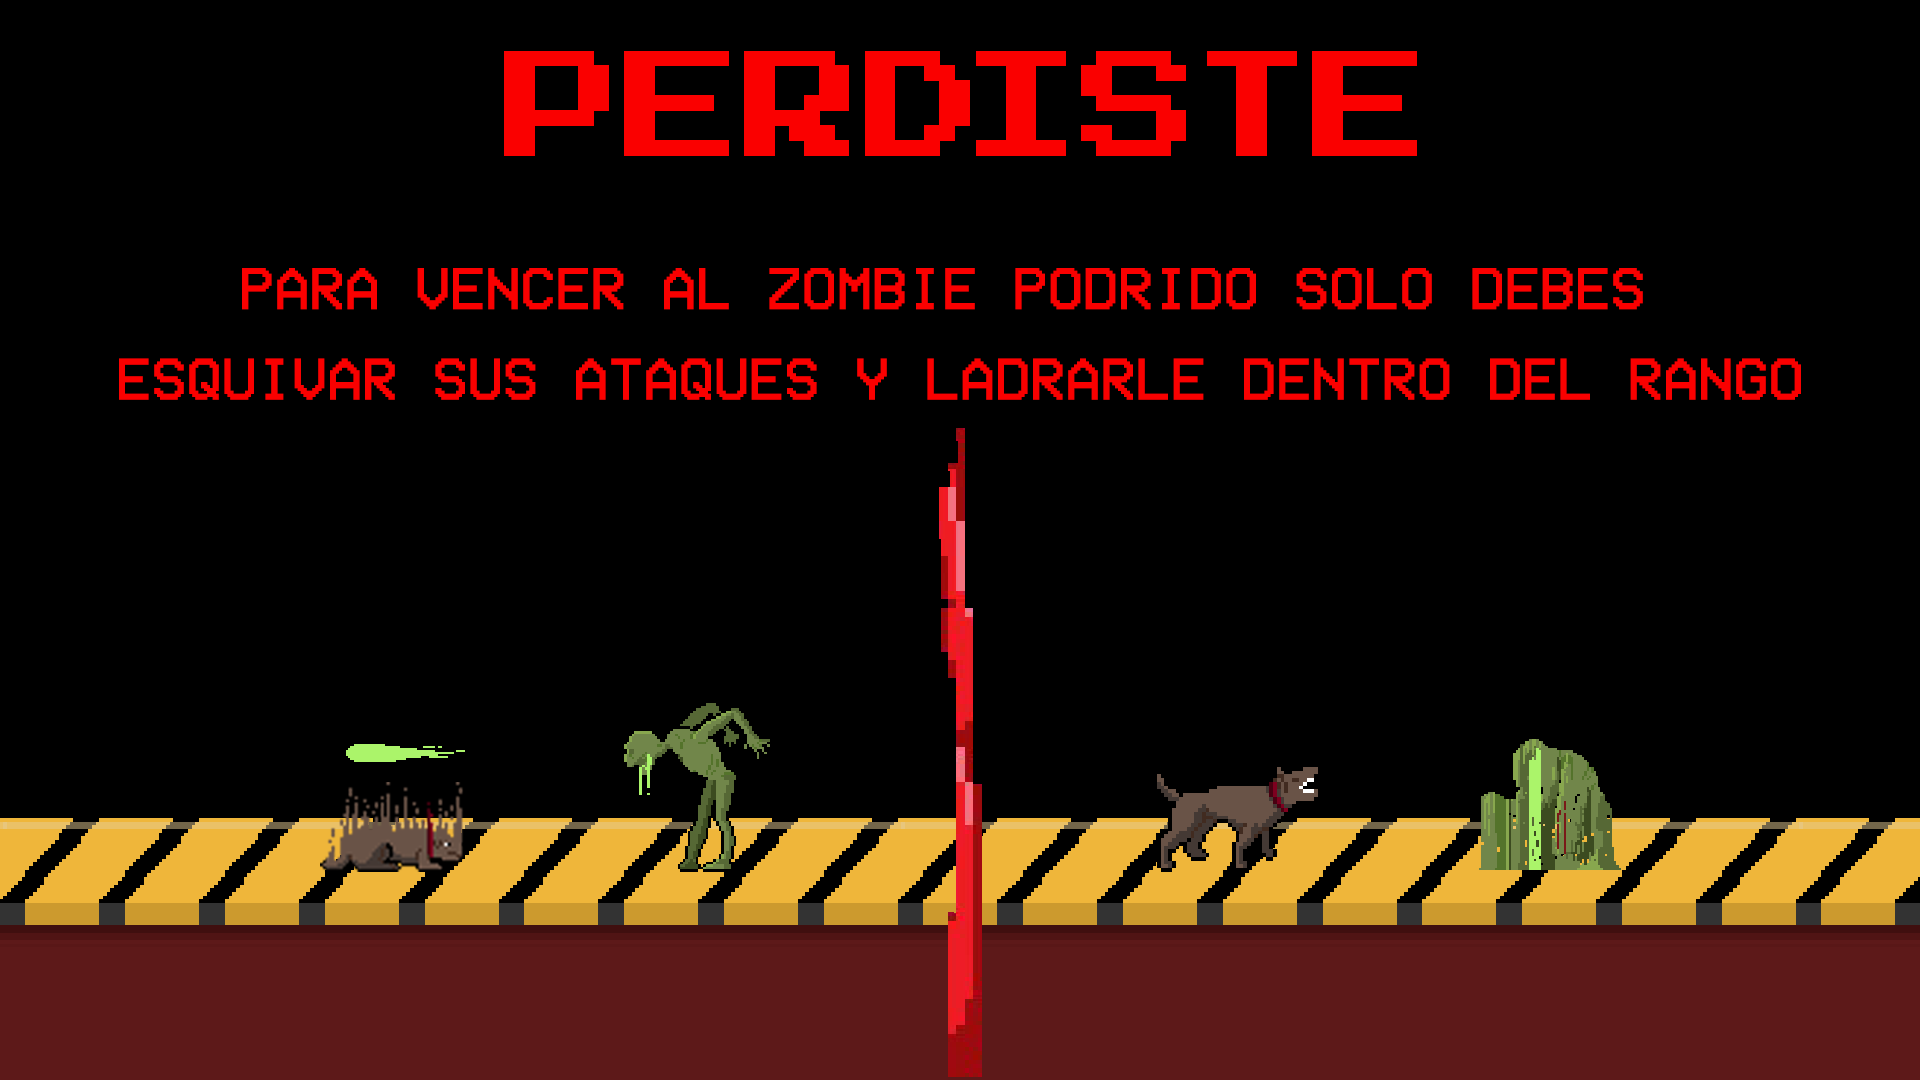 PERDISTE
PARA VENCER AL ZOMBIE PODRIDO SOLO DEBES
ESQUIVAR SUS ATAQUES Y LADRARLE DENTRO DEL RANGO